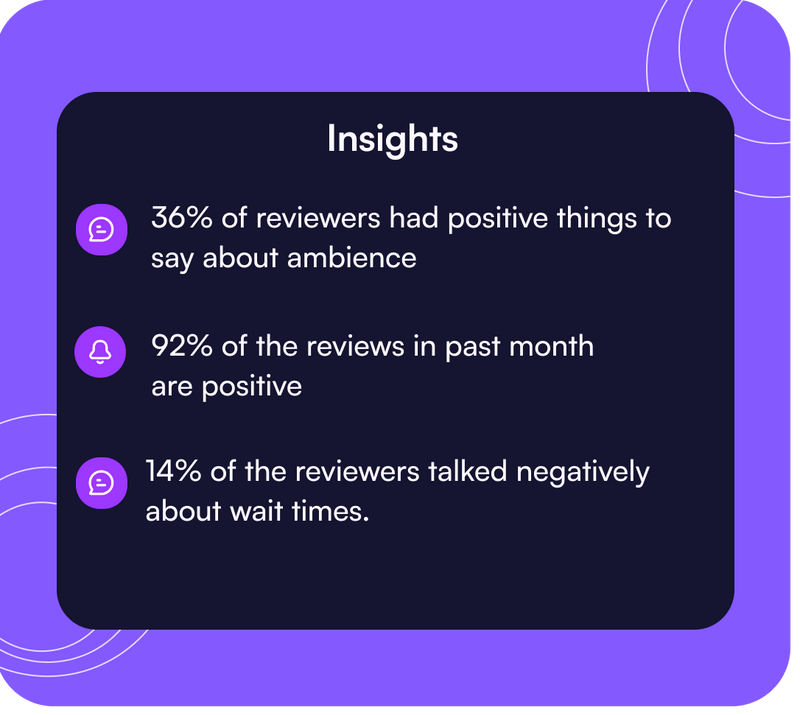 Insights
36% of reviewers had positive things to
say about ambience
92% of the reviews in past month
are positive
14% of the reviewers talked negatively
about wait times.